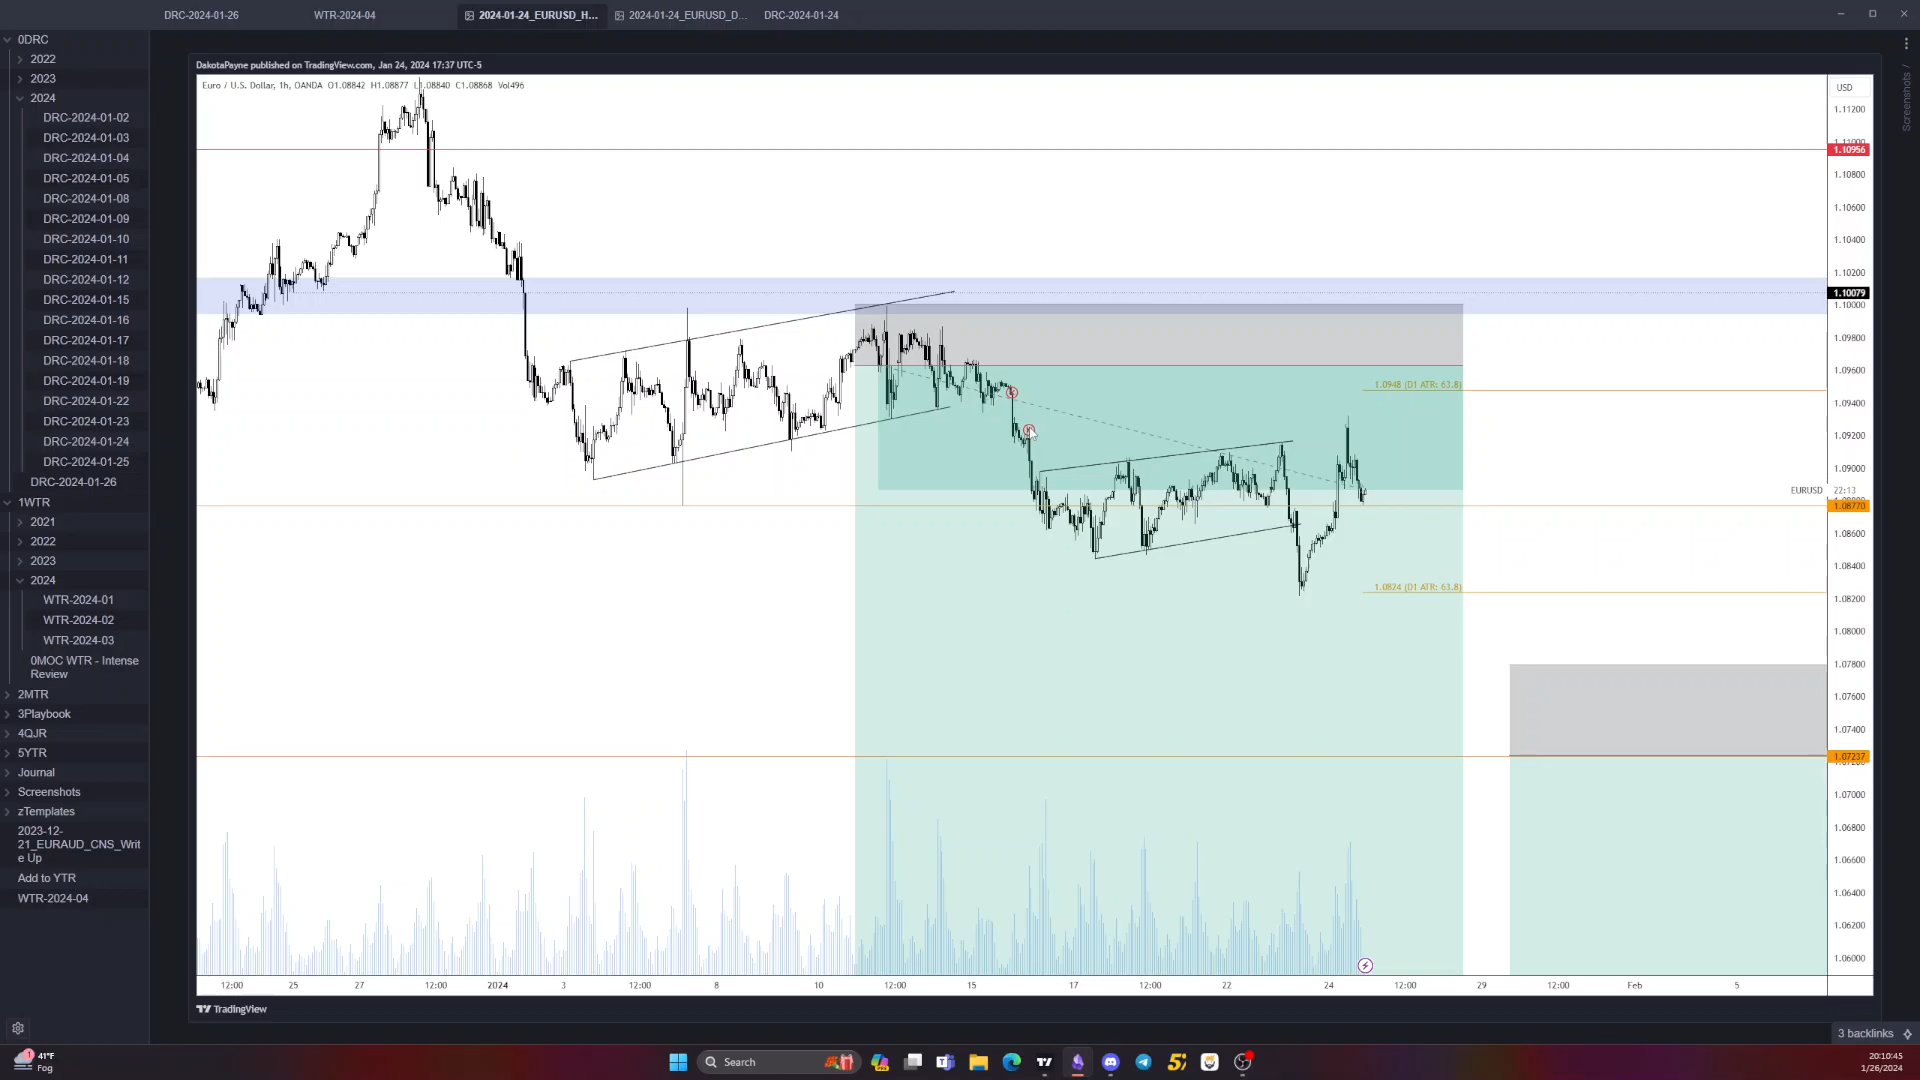 DRC-2024-01-26
WTR-2024-04
2024-01-24_EURUSD_H...
2024-01-24_EURUSD_D...
DRC-2024-01-24
0DRC
2022
2023
2024
DRC-2024-01-02
DRC-2024-01-03
DRC-2024-01-04
DRC-2024-01-05
DRC-2024-01-08
DRC-2024-01-09
DRC-2024-01-10
DRC-2024-01-11
DRC-2024-01-12
DRC-2024-01-15
DRC-2024-01-16
DRC-2024-01-17
DRC-2024-01-18
DRC-2024-01-19
DRC-2024-01-22
DRC-2024-01-23
DRC-2024-01-24
DRC-2024-01-25
DRC-2024-01-26
1WTR
2021
2022
2023
2024
WTR-2024-01
WTR-2024-02
WTR-2024-03
0MOC WTR - Intense
Review
2MTR
3Playbook
4QJR
5YTR
Journal
Screenshots
zTemplates
2023-12-
21_EURAUD_CNS_Writ
e Up
Add to YTR
WTR-2024-04
DakotaPayne published on TradingView.com, Jan 24, 2024 17:37 UTC-5
Euro / U.S. Dollar, 1h, OANDA O1.08842 H1.08877 L1.08840 C1.08868 Vol496
USD
1.11200
1.10956
1.10800
1.10600
1.10400
1.10200
1.10079
1.10000
1.09800
1.09600
1.0948 (D1 ATR: 63.8)
1.09400
1.09200
1.09000
EURUSD 22:13
1.08770
1.08600
1.08400
1.0824 (D1 ATR: 63.8)
1.08200
1.08000
1.07800
1.07600
1.07400
1.07237
1.07000
1.06800
1.06600
1.06400
1.06200
1.06000
12:00 25 27 12:00 2024 3 12:00 8 10 12:00 15 17 12:00 22 24 12:00 29 12:00 Feb 5
TradingView
Screenshots /
3 backlinks
41°F
Fog
Search
20:10:45
1/26/2024